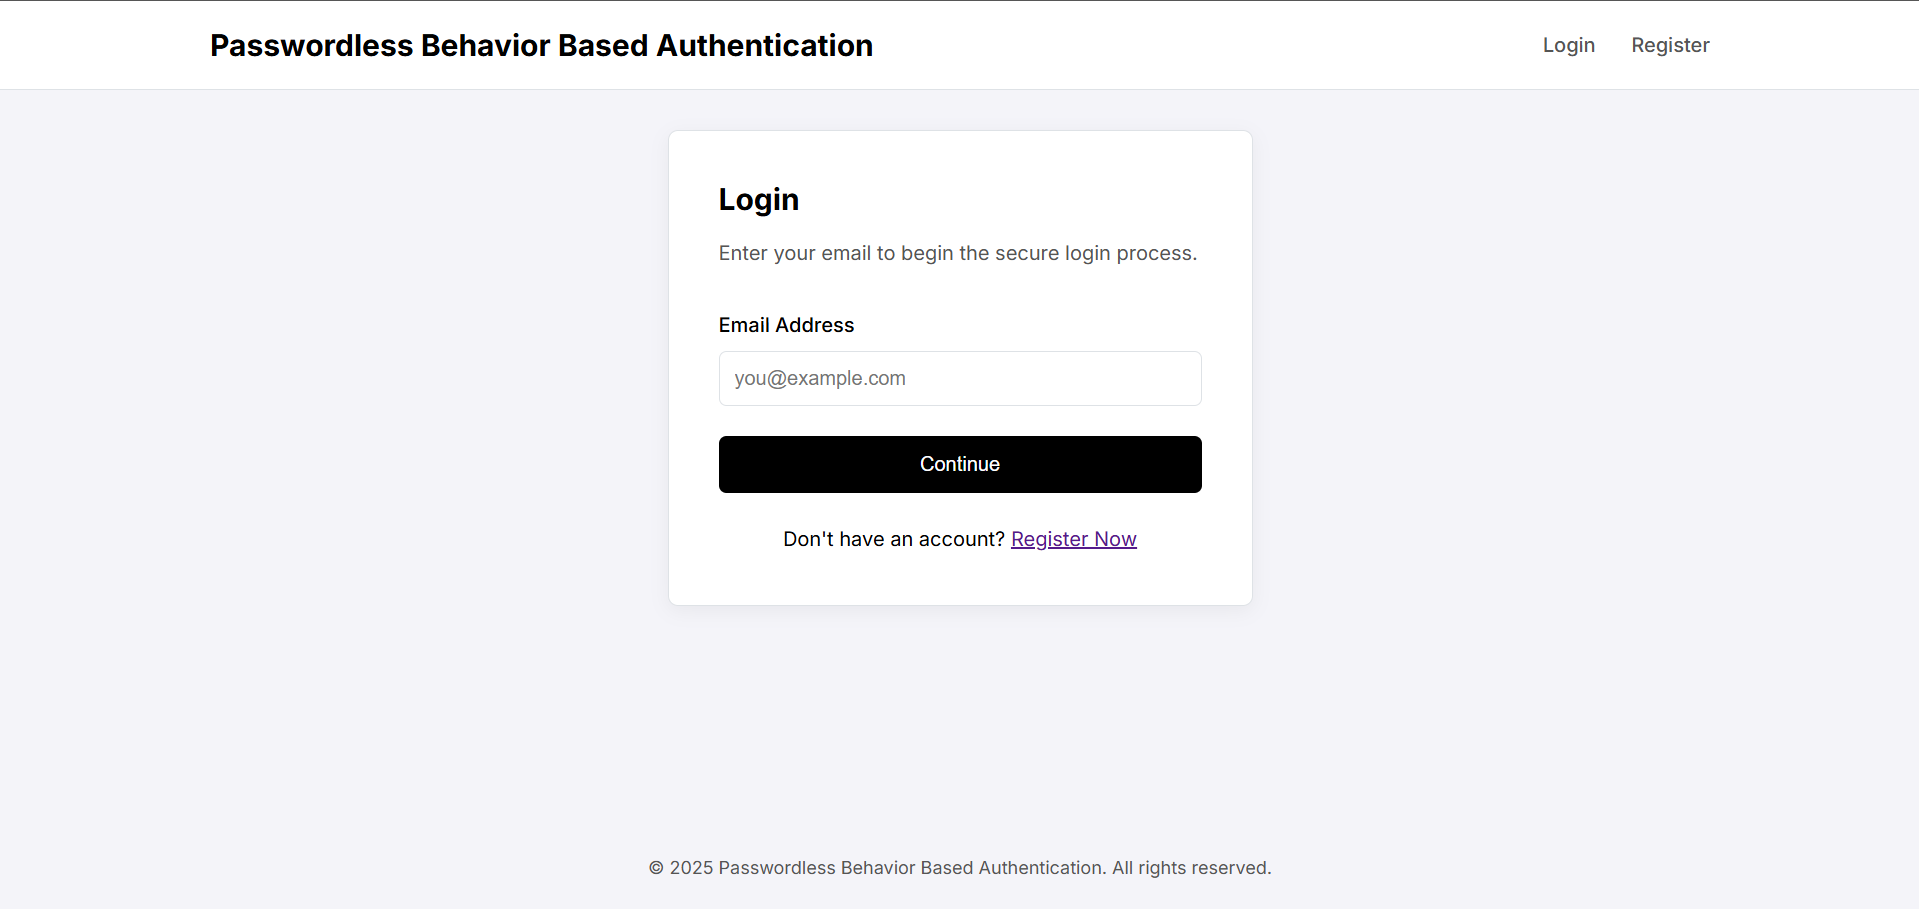 Passwordless Behavior Based Authentication
Login
Register
Login
Enter your email to begin the secure login process.
Email Address
you@example.com
Continue
Don't have an account? Register Now
© 2025 Passwordless Behavior Based Authentication. All rights reserved.